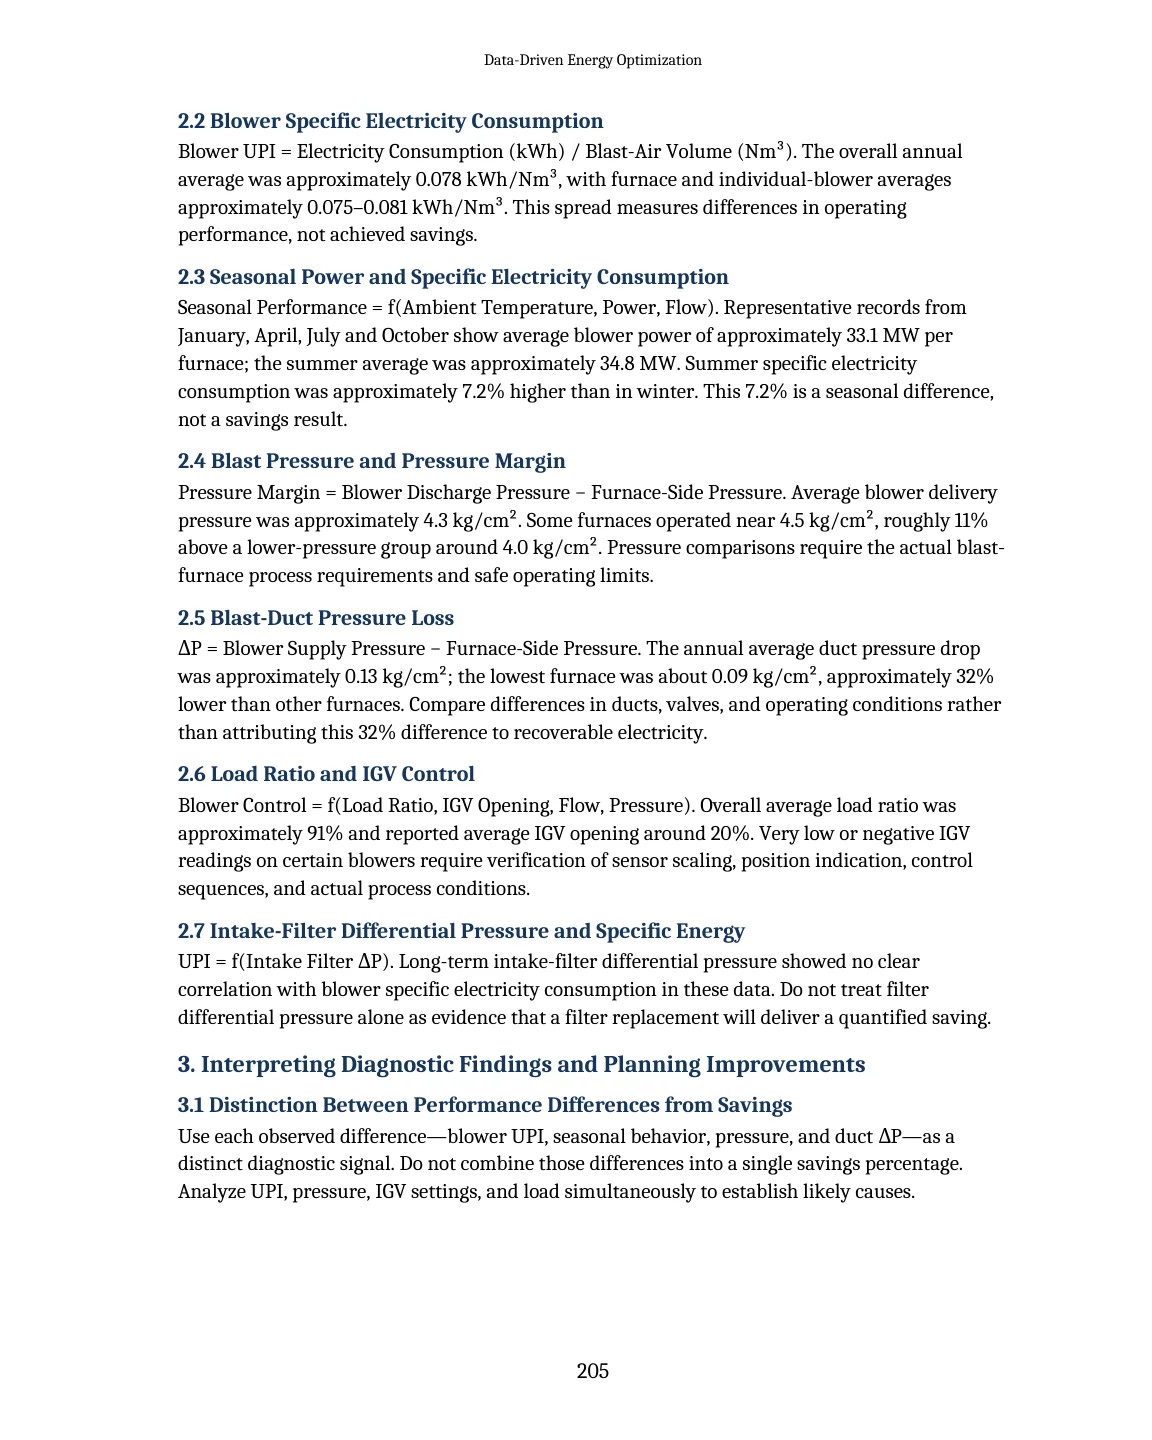 Data-Driven Energy Optimization
2.2 Blower Specific Electricity Consumption
Blower UPI = Electricity Consumption (kWh) / Blast-Air Volume (Nm³). The overall annual
average was approximately 0.078 kWh/Nm³, with furnace and individual-blower averages
approximately 0.075–0.081 kWh/Nm³. This spread measures differences in operating
performance, not achieved savings.
2.3 Seasonal Power and Specific Electricity Consumption
Seasonal Performance = f(Ambient Temperature, Power, Flow). Representative records from
January, April, July and October show average blower power of approximately 33.1 MW per
furnace; the summer average was approximately 34.8 MW. Summer specific electricity
consumption was approximately 7.2% higher than in winter. This 7.2% is a seasonal difference,
not a savings result.
2.4 Blast Pressure and Pressure Margin
Pressure Margin = Blower Discharge Pressure − Furnace-Side Pressure. Average blower delivery
pressure was approximately 4.3 kg/cm². Some furnaces operated near 4.5 kg/cm², roughly 11%
above a lower-pressure group around 4.0 kg/cm². Pressure comparisons require the actual blast-
furnace process requirements and safe operating limits.
2.5 Blast-Duct Pressure Loss
ΔP = Blower Supply Pressure − Furnace-Side Pressure. The annual average duct pressure drop
was approximately 0.13 kg/cm²; the lowest furnace was about 0.09 kg/cm², approximately 32%
lower than other furnaces. Compare differences in ducts, valves, and operating conditions rather
than attributing this 32% difference to recoverable electricity.
2.6 Load Ratio and IGV Control
Blower Control = f(Load Ratio, IGV Opening, Flow, Pressure). Overall average load ratio was
approximately 91% and reported average IGV opening around 20%. Very low or negative IGV
readings on certain blowers require verification of sensor scaling, position indication, control
sequences, and actual process conditions.
2.7 Intake-Filter Differential Pressure and Specific Energy
UPI = f(Intake Filter ΔP). Long-term intake-filter differential pressure showed no clear
correlation with blower specific electricity consumption in these data. Do not treat filter
differential pressure alone as evidence that a filter replacement will deliver a quantified saving.
3. Interpreting Diagnostic Findings and Planning Improvements
3.1 Distinction Between Performance Differences from Savings
Use each observed difference—blower UPI, seasonal behavior, pressure, and duct ΔP—as a
distinct diagnostic signal. Do not combine those differences into a single savings percentage.
Analyze UPI, pressure, IGV settings, and load simultaneously to establish likely causes.
205